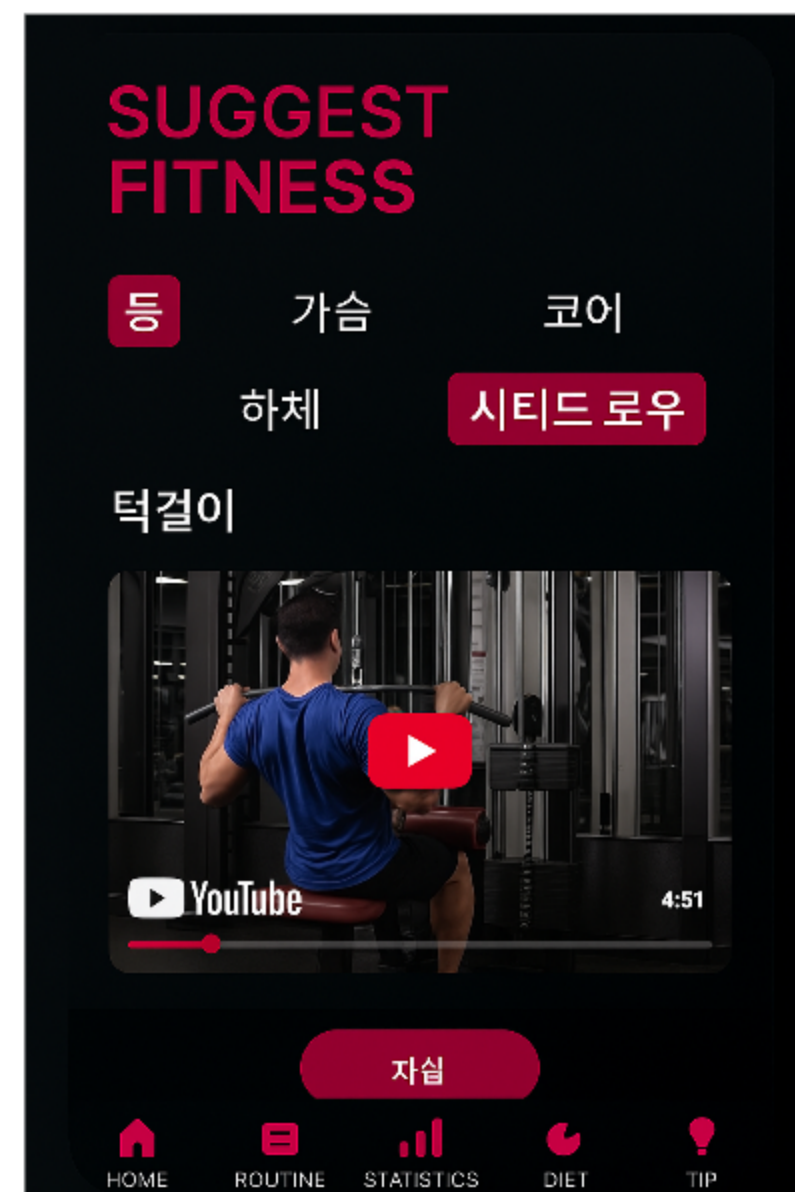 SUGGEST
FITNESS
등 가슴 코어
하체 시티드 로우
턱걸이
YouTube 4:51
자싑
HOME ROUTINE STATISTICS DIET TIP